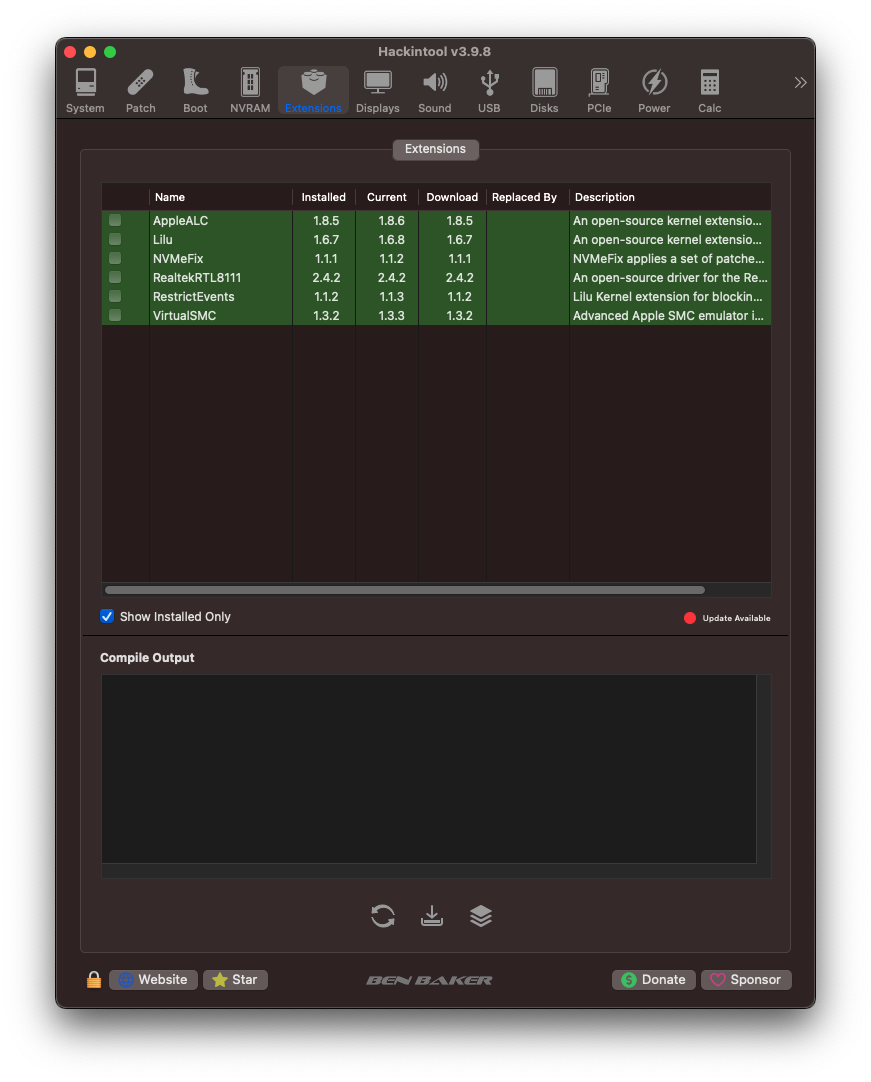 Hackintool v3.9.8
System Patch Boot NVRAM Extensions Displays Sound USB Disks PCIe Power Calc
Extensions
Name Installed Current Download Replaced By Description
AppleALC 1.8.5 1.8.6 1.8.5 An open-source kernel extensio...
Lilu 1.6.7 1.6.8 1.6.7 An open-source kernel extensio...
NVMeFix 1.1.1 1.1.2 1.1.1 NVMeFix applies a set of patche...
RealtekRTL8111 2.4.2 2.4.2 2.4.2 An open-source driver for the Re...
RestrictEvents 1.1.2 1.1.3 1.1.2 Lilu Kernel extension for blockin...
VirtualSMC 1.3.2 1.3.3 1.3.2 Advanced Apple SMC emulator i...
Show Installed Only Update Available
Compile Output
Website Star BEN BAKER Donate Sponsor